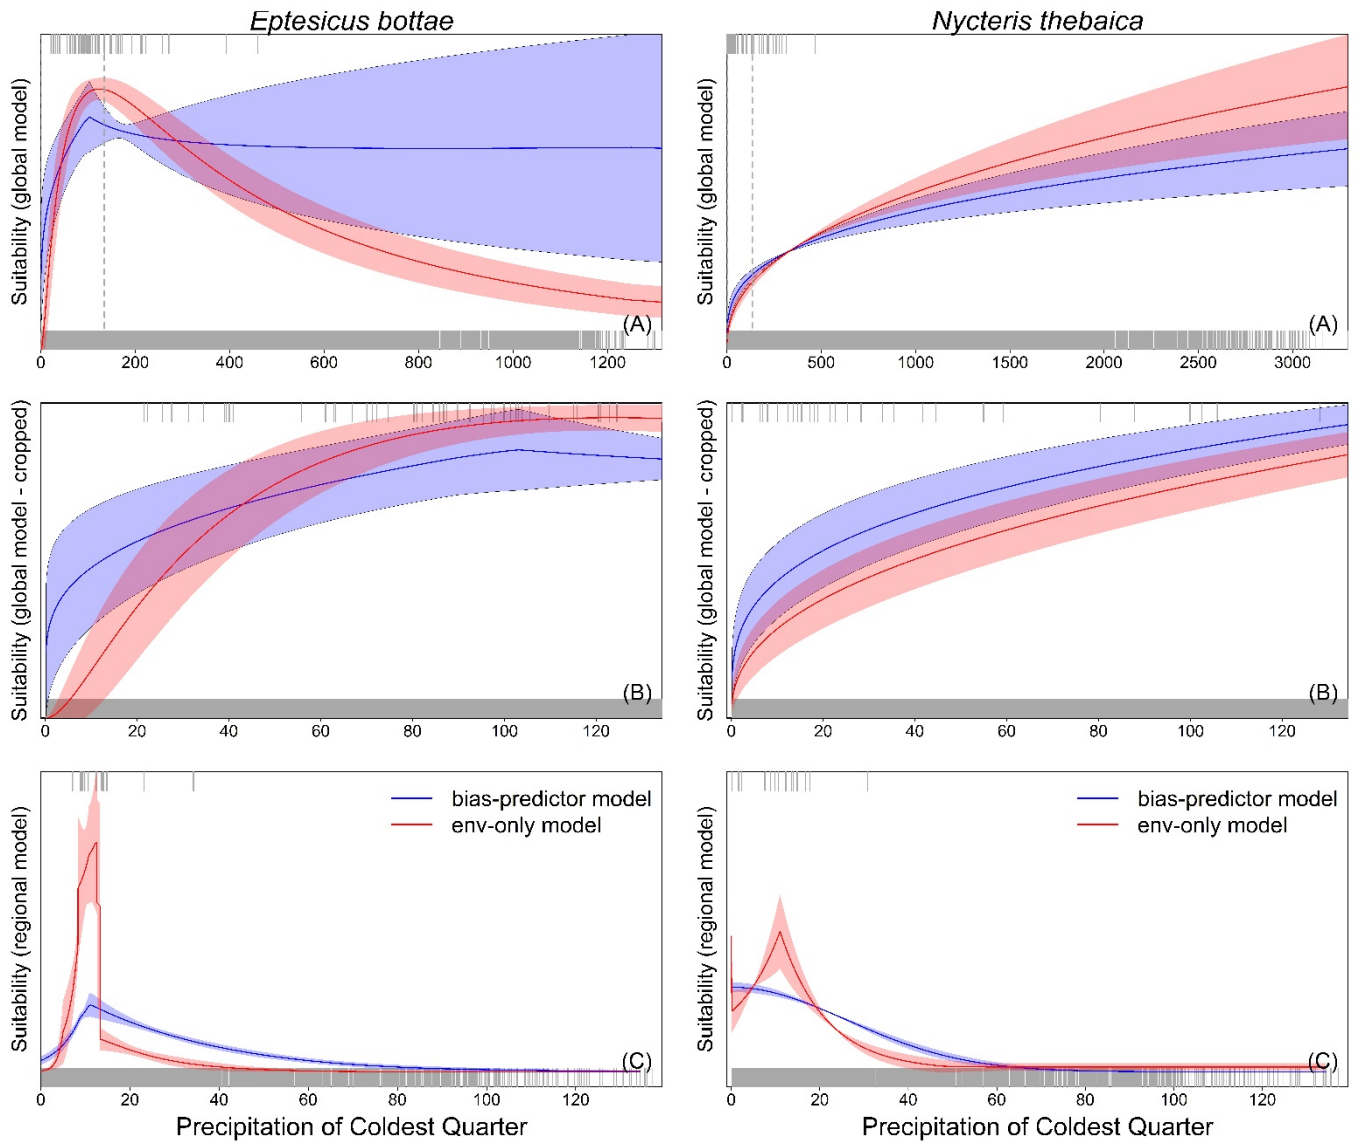 Eptesicus bottae
Nycteris thebaica
Suitability (global model)
(A)
0 200 400 600 800 1000 1200
Suitability (global model)
(A)
0 500 1000 1500 2000 2500 3000
Suitability (global model - cropped)
(B)
0 20 40 60 80 100 120
Suitability (global model - cropped)
(B)
0 20 40 60 80 100 120
Suitability (regional model)
bias-predictor model
env-only model
(C)
0 20 40 60 80 100 120
Precipitation of Coldest Quarter
Suitability (regional model)
bias-predictor model
env-only model
(C)
0 20 40 60 80 100 120
Precipitation of Coldest Quarter